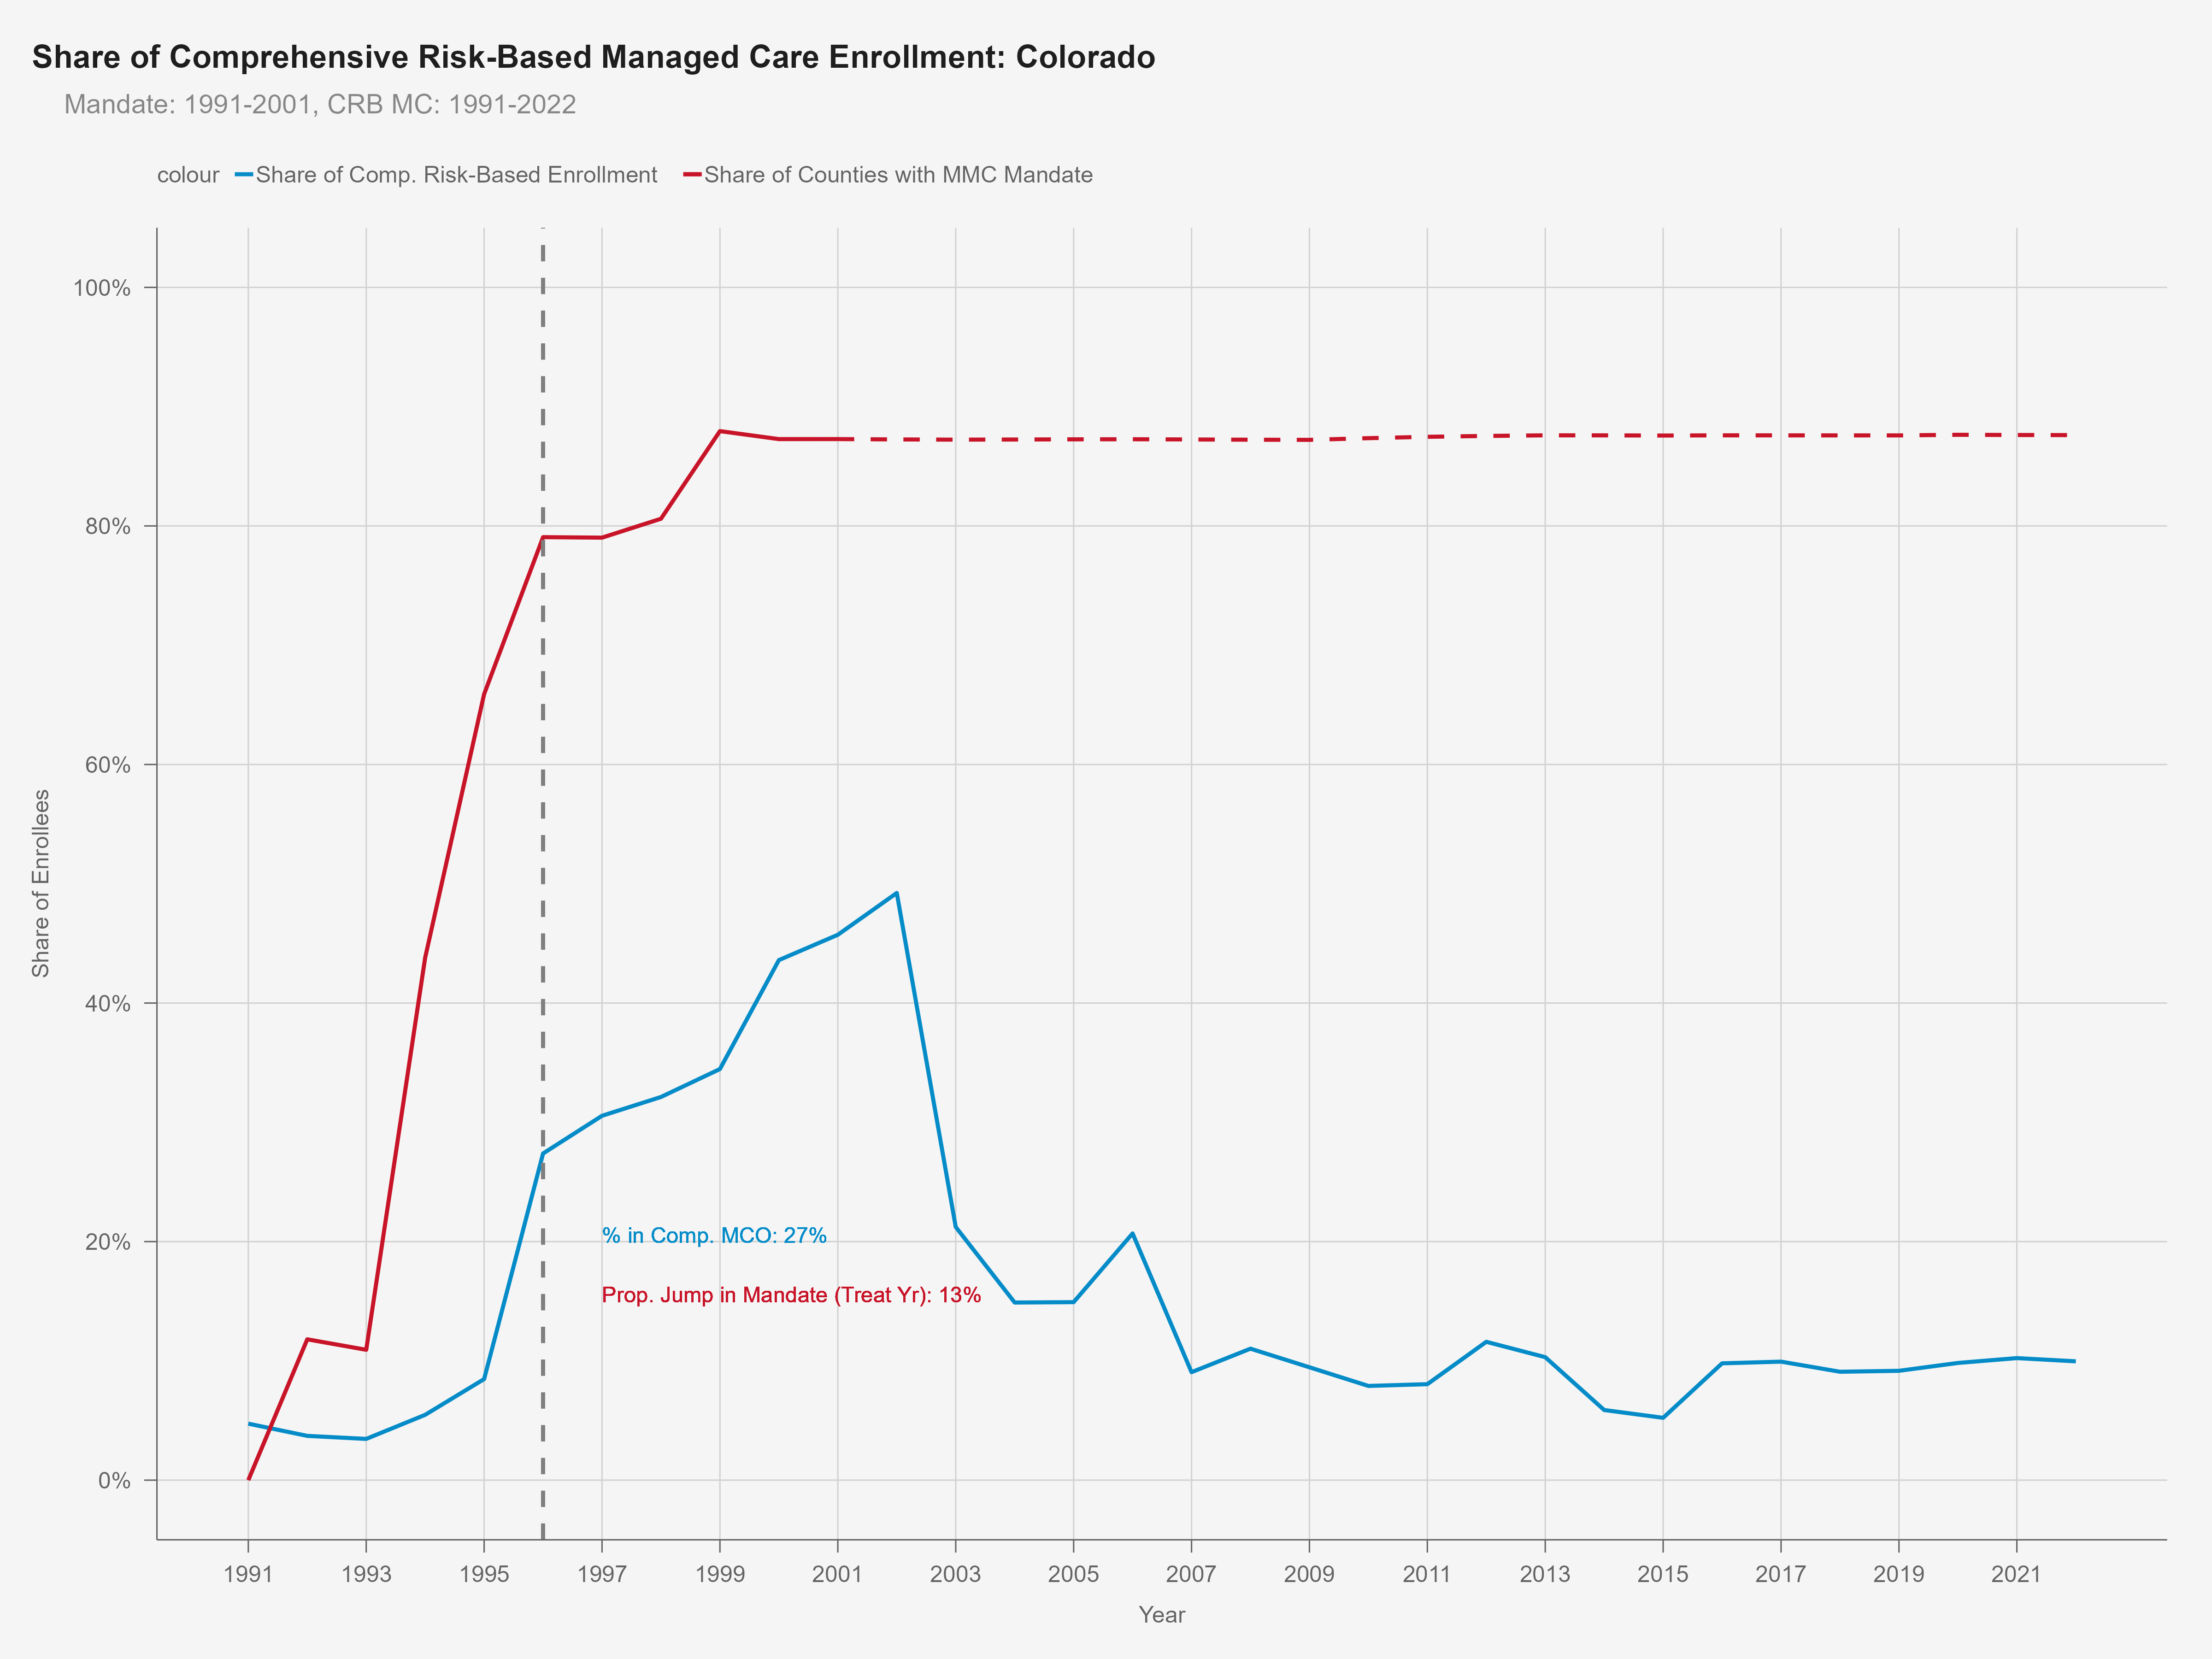 Share of Comprehensive Risk-Based Managed Care Enrollment: Colorado
Mandate: 1991-2001, CRB MC: 1991-2022
colour Share of Comp. Risk-Based Enrollment Share of Counties with MMC Mandate
100%
80%
60%
40%
20%
0%
Share of Enrollees
% in Comp. MCO: 27%
Prop. Jump in Mandate (Treat Yr): 13%
1991 1993 1995 1997 1999 2001 2003 2005 2007 2009 2011 2013 2015 2017 2019 2021
Year